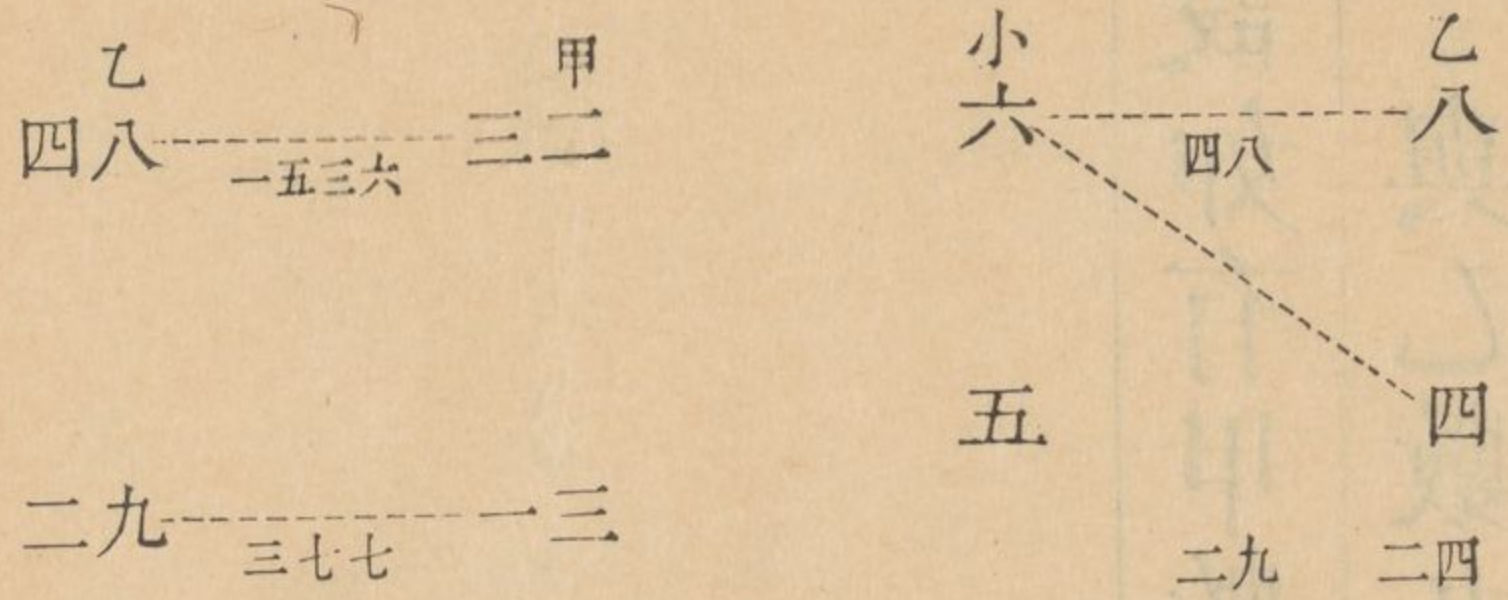 乙 甲
四八 三二
一五三六
二九 一三
三七七
小 乙
六 八
四八
五 四
二九 二四